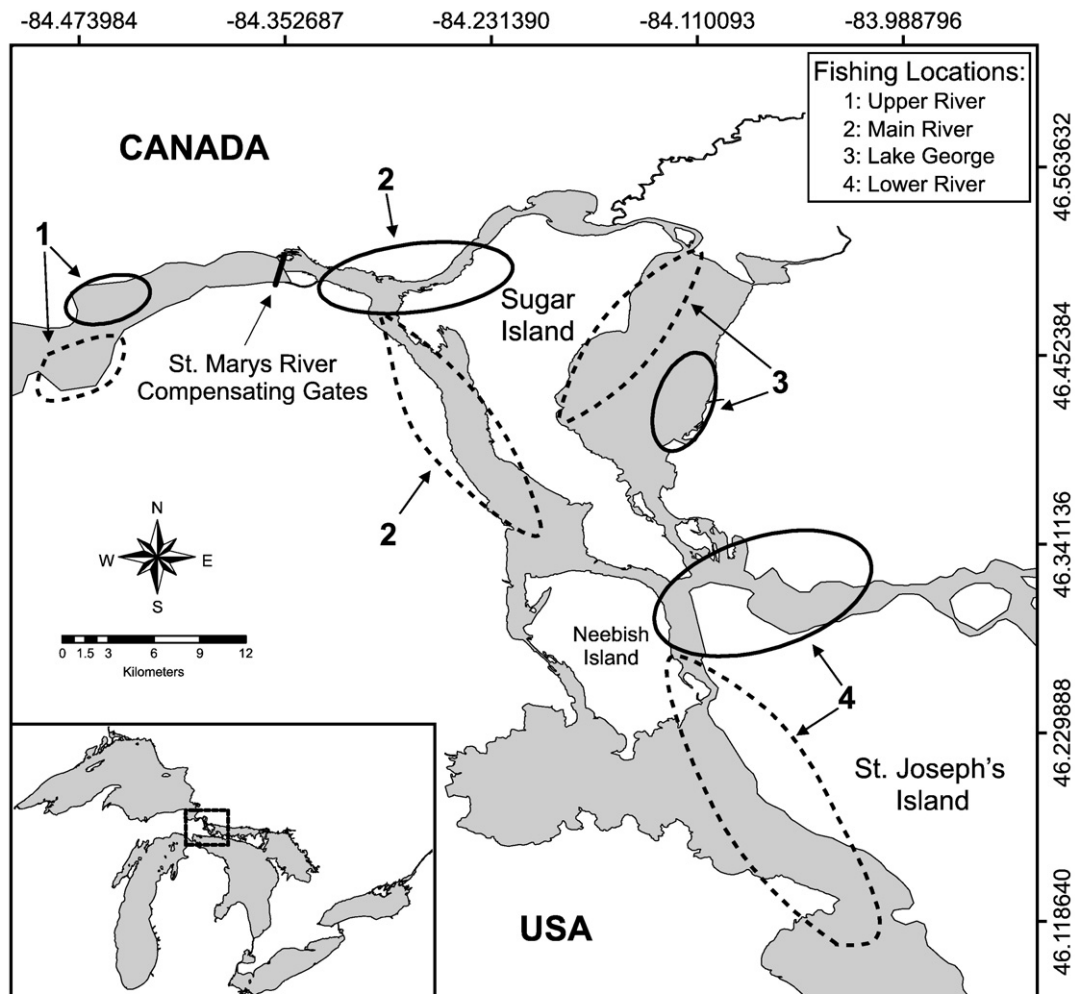 -84.473984 -84.352687 -84.231390 -84.110093 -83.988796
Fishing Locations:
1: Upper River
2: Main River
3: Lake George
4: Lower River
CANADA
46.563632
2
1
Sugar
Island
St. Marys River
Compensating Gates
46.452384
3
2
N
W E
S
46.341136
0 1.5 3 6 9 12
Kilometers
Neebish
Island
4
46.229888
St. Joseph's
Island
USA
46.118640